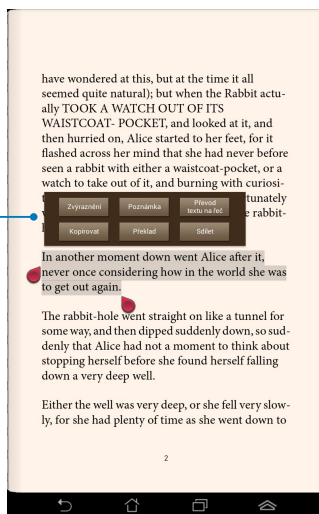 have wondered at this, but at the time it all
seemed quite natural); but when the Rabbit actu-
ally TOOK A WATCH OUT OF ITS
WAISTCOAT- POCKET, and looked at it, and
then hurried on, Alice started to her feet, for it
flashed across her mind that she had never before
seen a rabbit with either a waistcoat-pocket, or a
watch to take out of it, and burning with curiosi-
tunately
rabbit-
Zvýraznění
Poznámka
Převod
textu na řeč
Kopírovat
Překlad
Sdílet
In another moment down went Alice after it,
never once considering how in the world she was
to get out again.
The rabbit-hole went straight on like a tunnel for
some way, and then dipped suddenly down, so sud-
denly that Alice had not a moment to think about
stopping herself before she found herself falling
down a very deep well.
Either the well was very deep, or she fell very slow-
ly, for she had plenty of time as she went down to
2